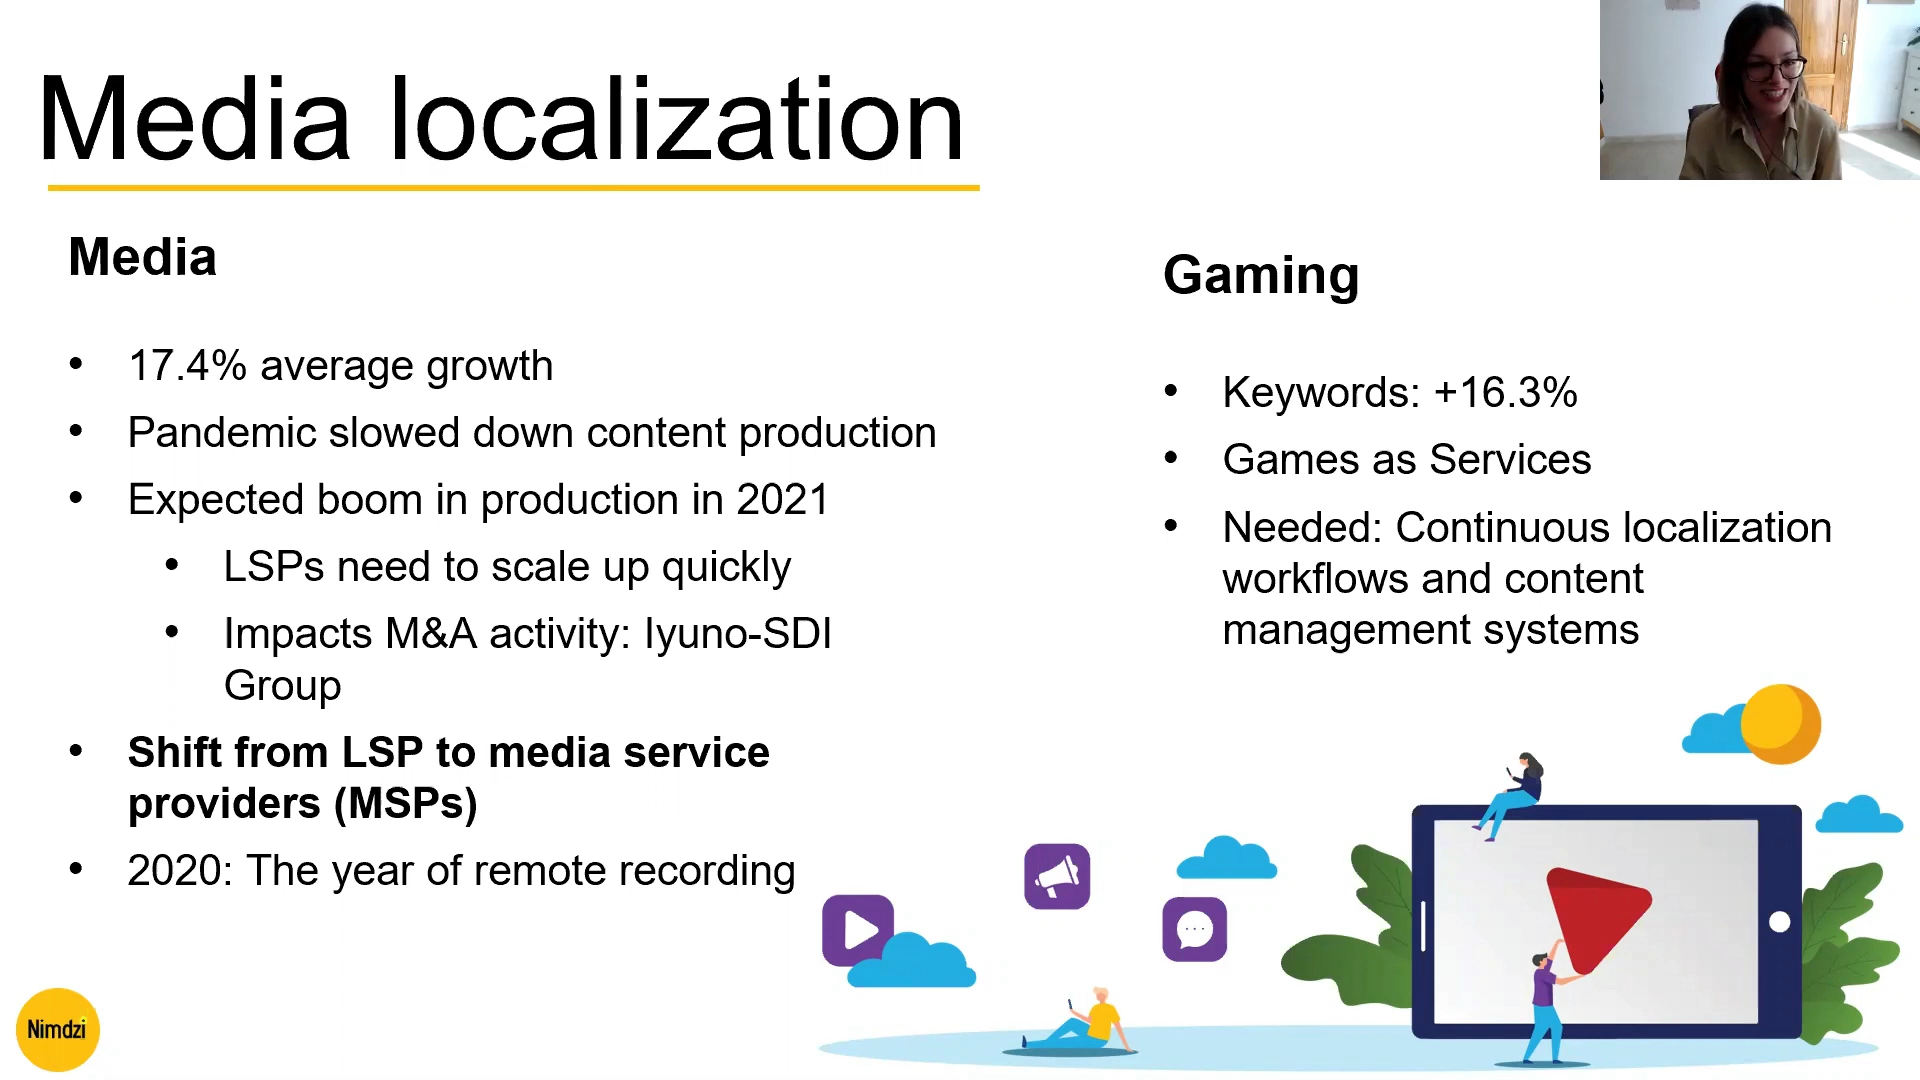 Media localization
Media
• 17.4% average growth
• Pandemic slowed down content production
• Expected boom in production in 2021
• LSPs need to scale up quickly
• Impacts M&A activity: Iyuno-SDI
Group
• Shift from LSP to media service
providers (MSPs)
• 2020: The year of remote recording
Gaming
• Keywords: +16.3%
• Games as Services
• Needed: Continuous localization
workflows and content
management systems
Nimdzi